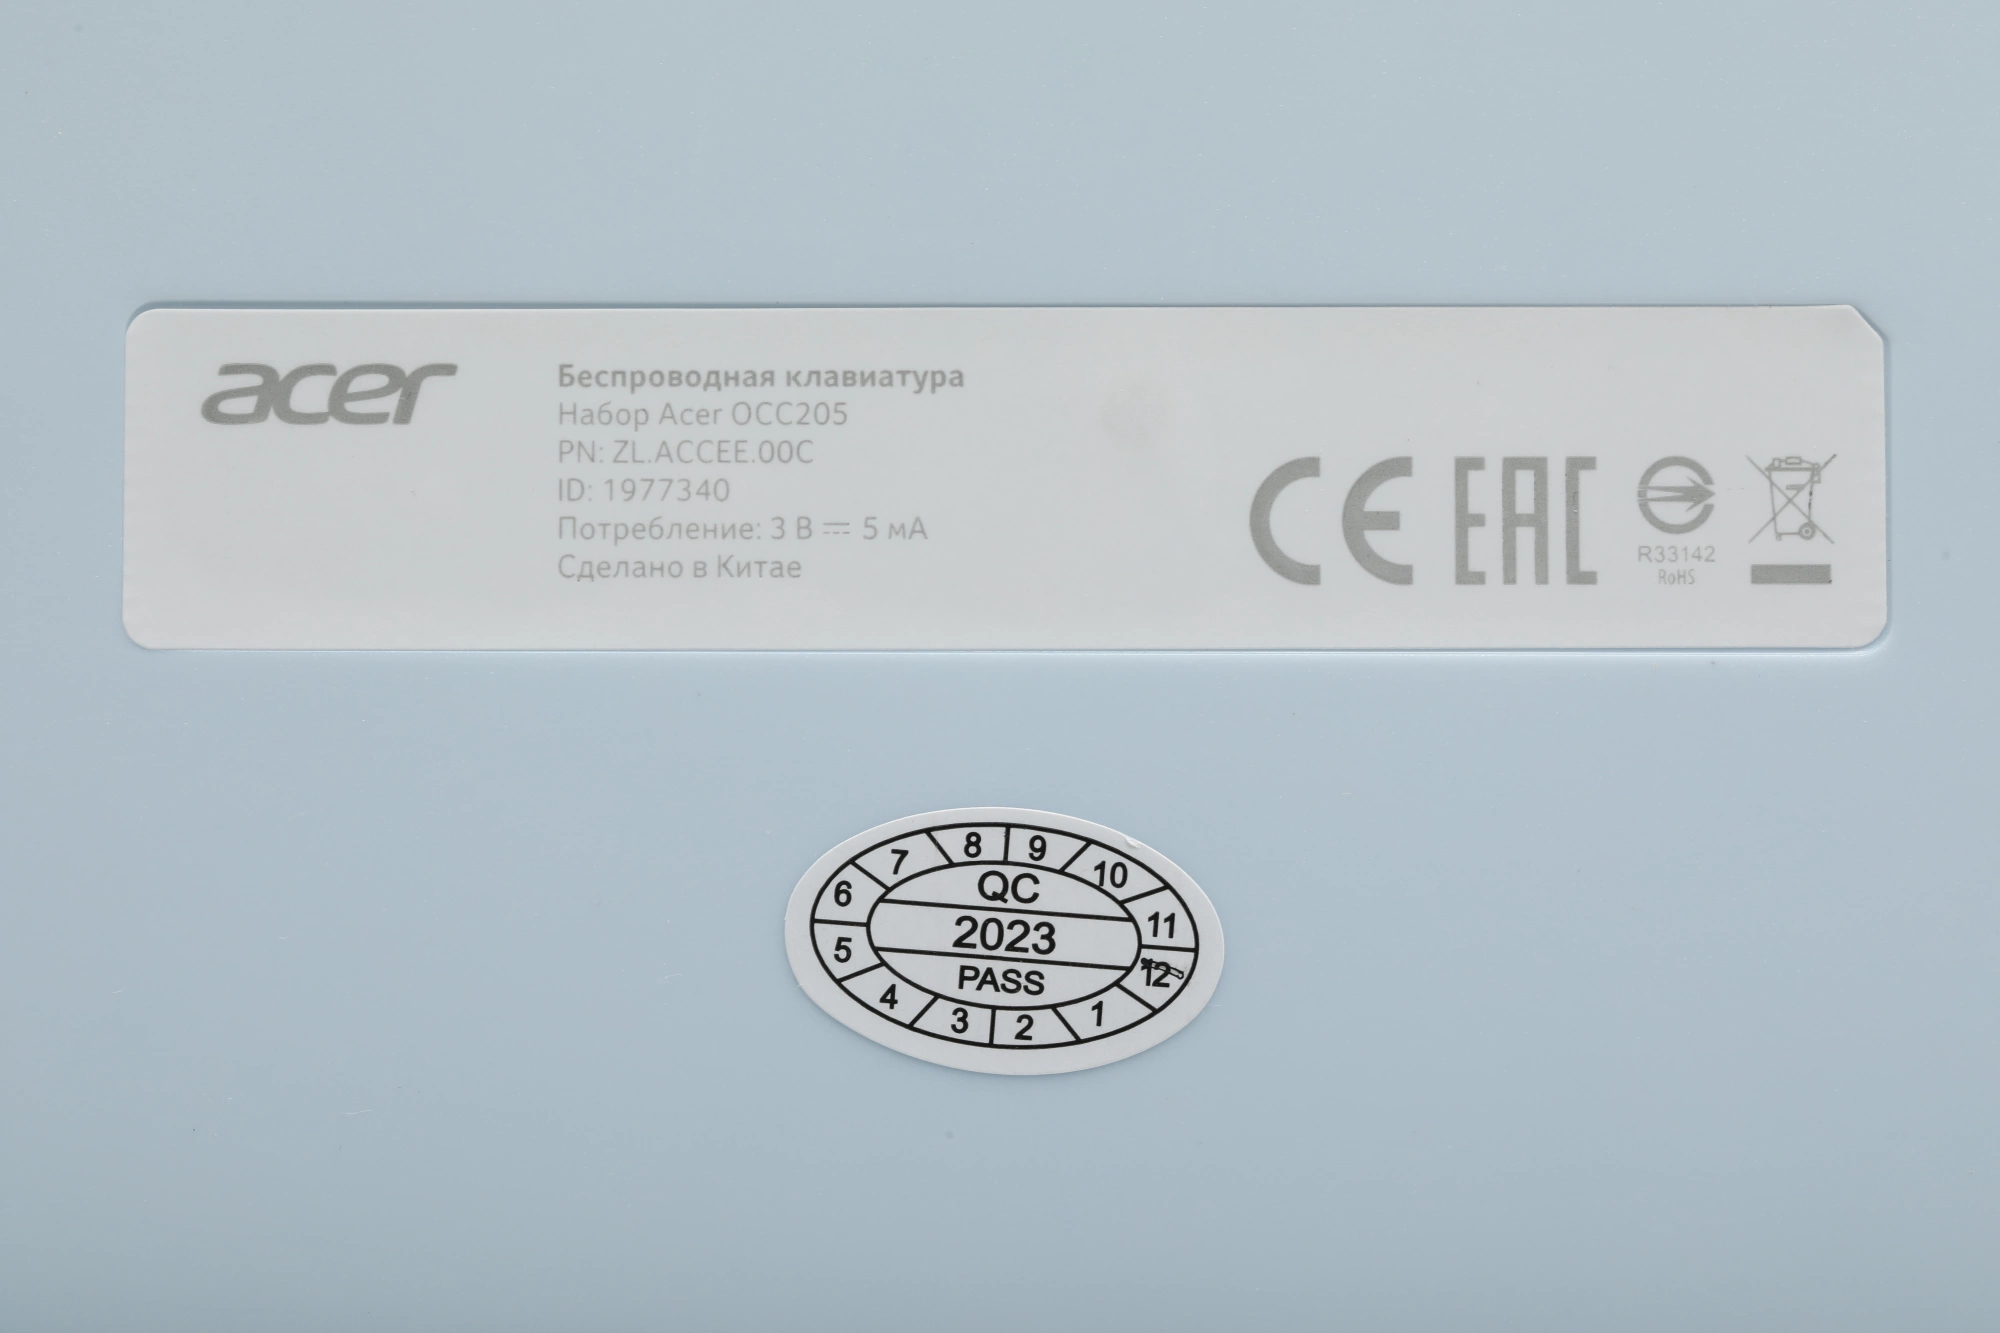 acer
Беспроводная клавиатура
Набор Acer OCC205
PN: ZL.ACCEE.00C
ID: 1977340
Потребление: 3 В ⎓ 5 мА
Сделано в Китае
CE EAC
R33142
RoHS
7 8 9 10
6 QC 11
2023
5 PASS 12
4 3 2 1